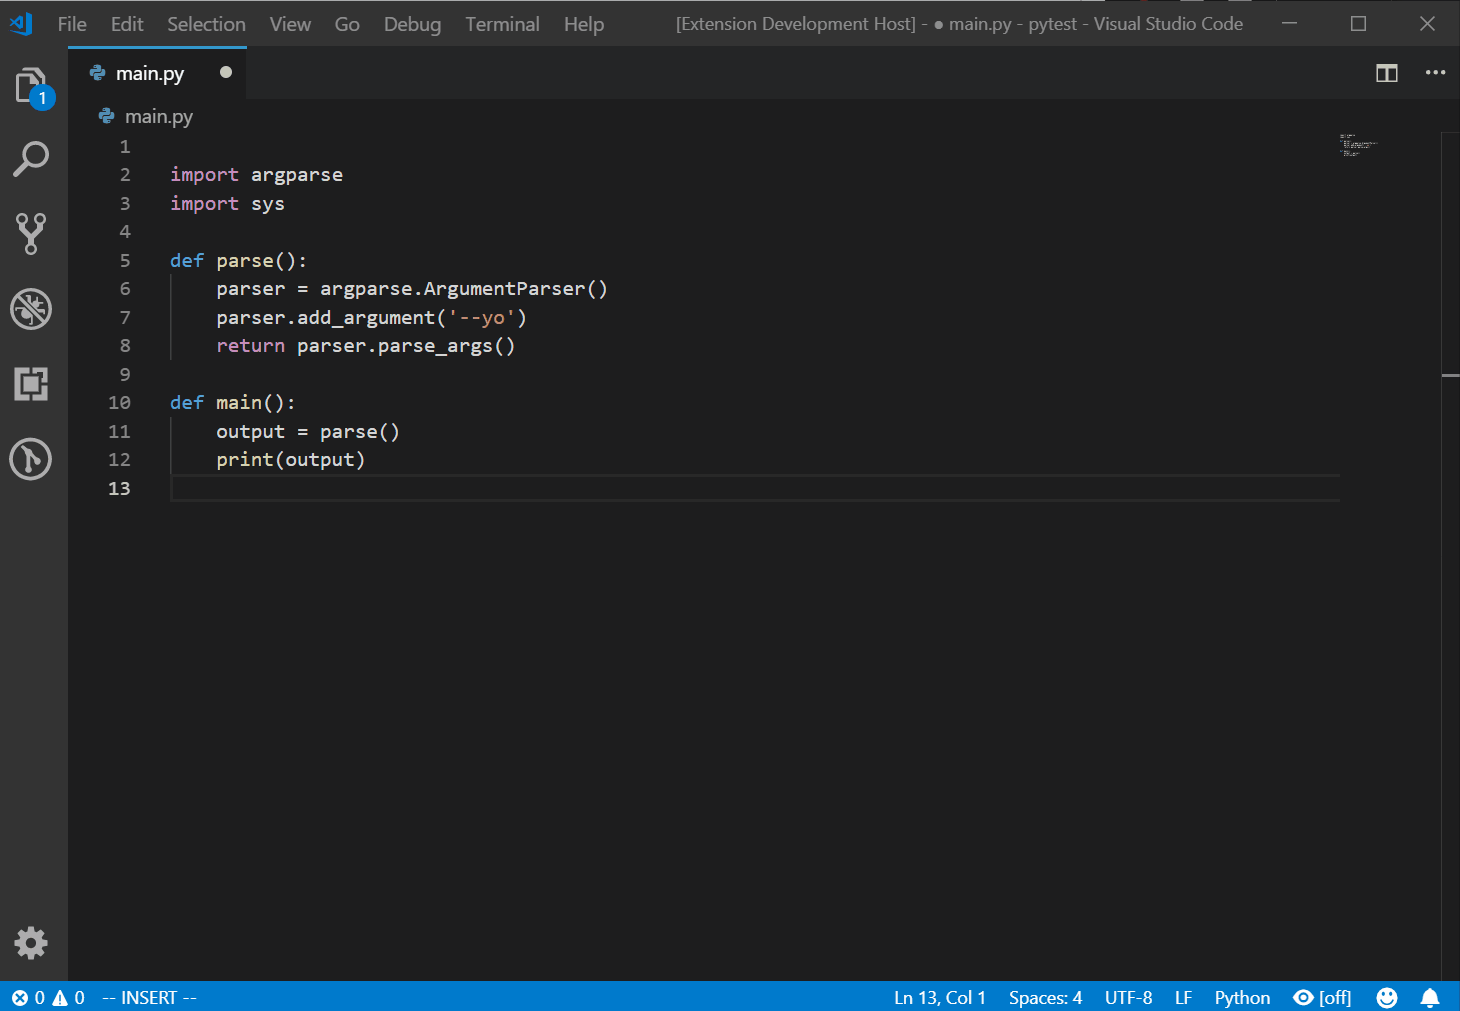 File Edit Selection View Go Debug Terminal Help [Extension Development Host] - ● main.py - pytest - Visual Studio Code
main.py
1
main.py
1
2 import argparse
3 import sys
4
5 def parse():
6     parser = argparse.ArgumentParser()
7     parser.add_argument('--yo')
8     return parser.parse_args()
9
10 def main():
11     output = parse()
12     print(output)
13
0 0 -- INSERT -- Ln 13, Col 1 Spaces: 4 UTF-8 LF Python [off]